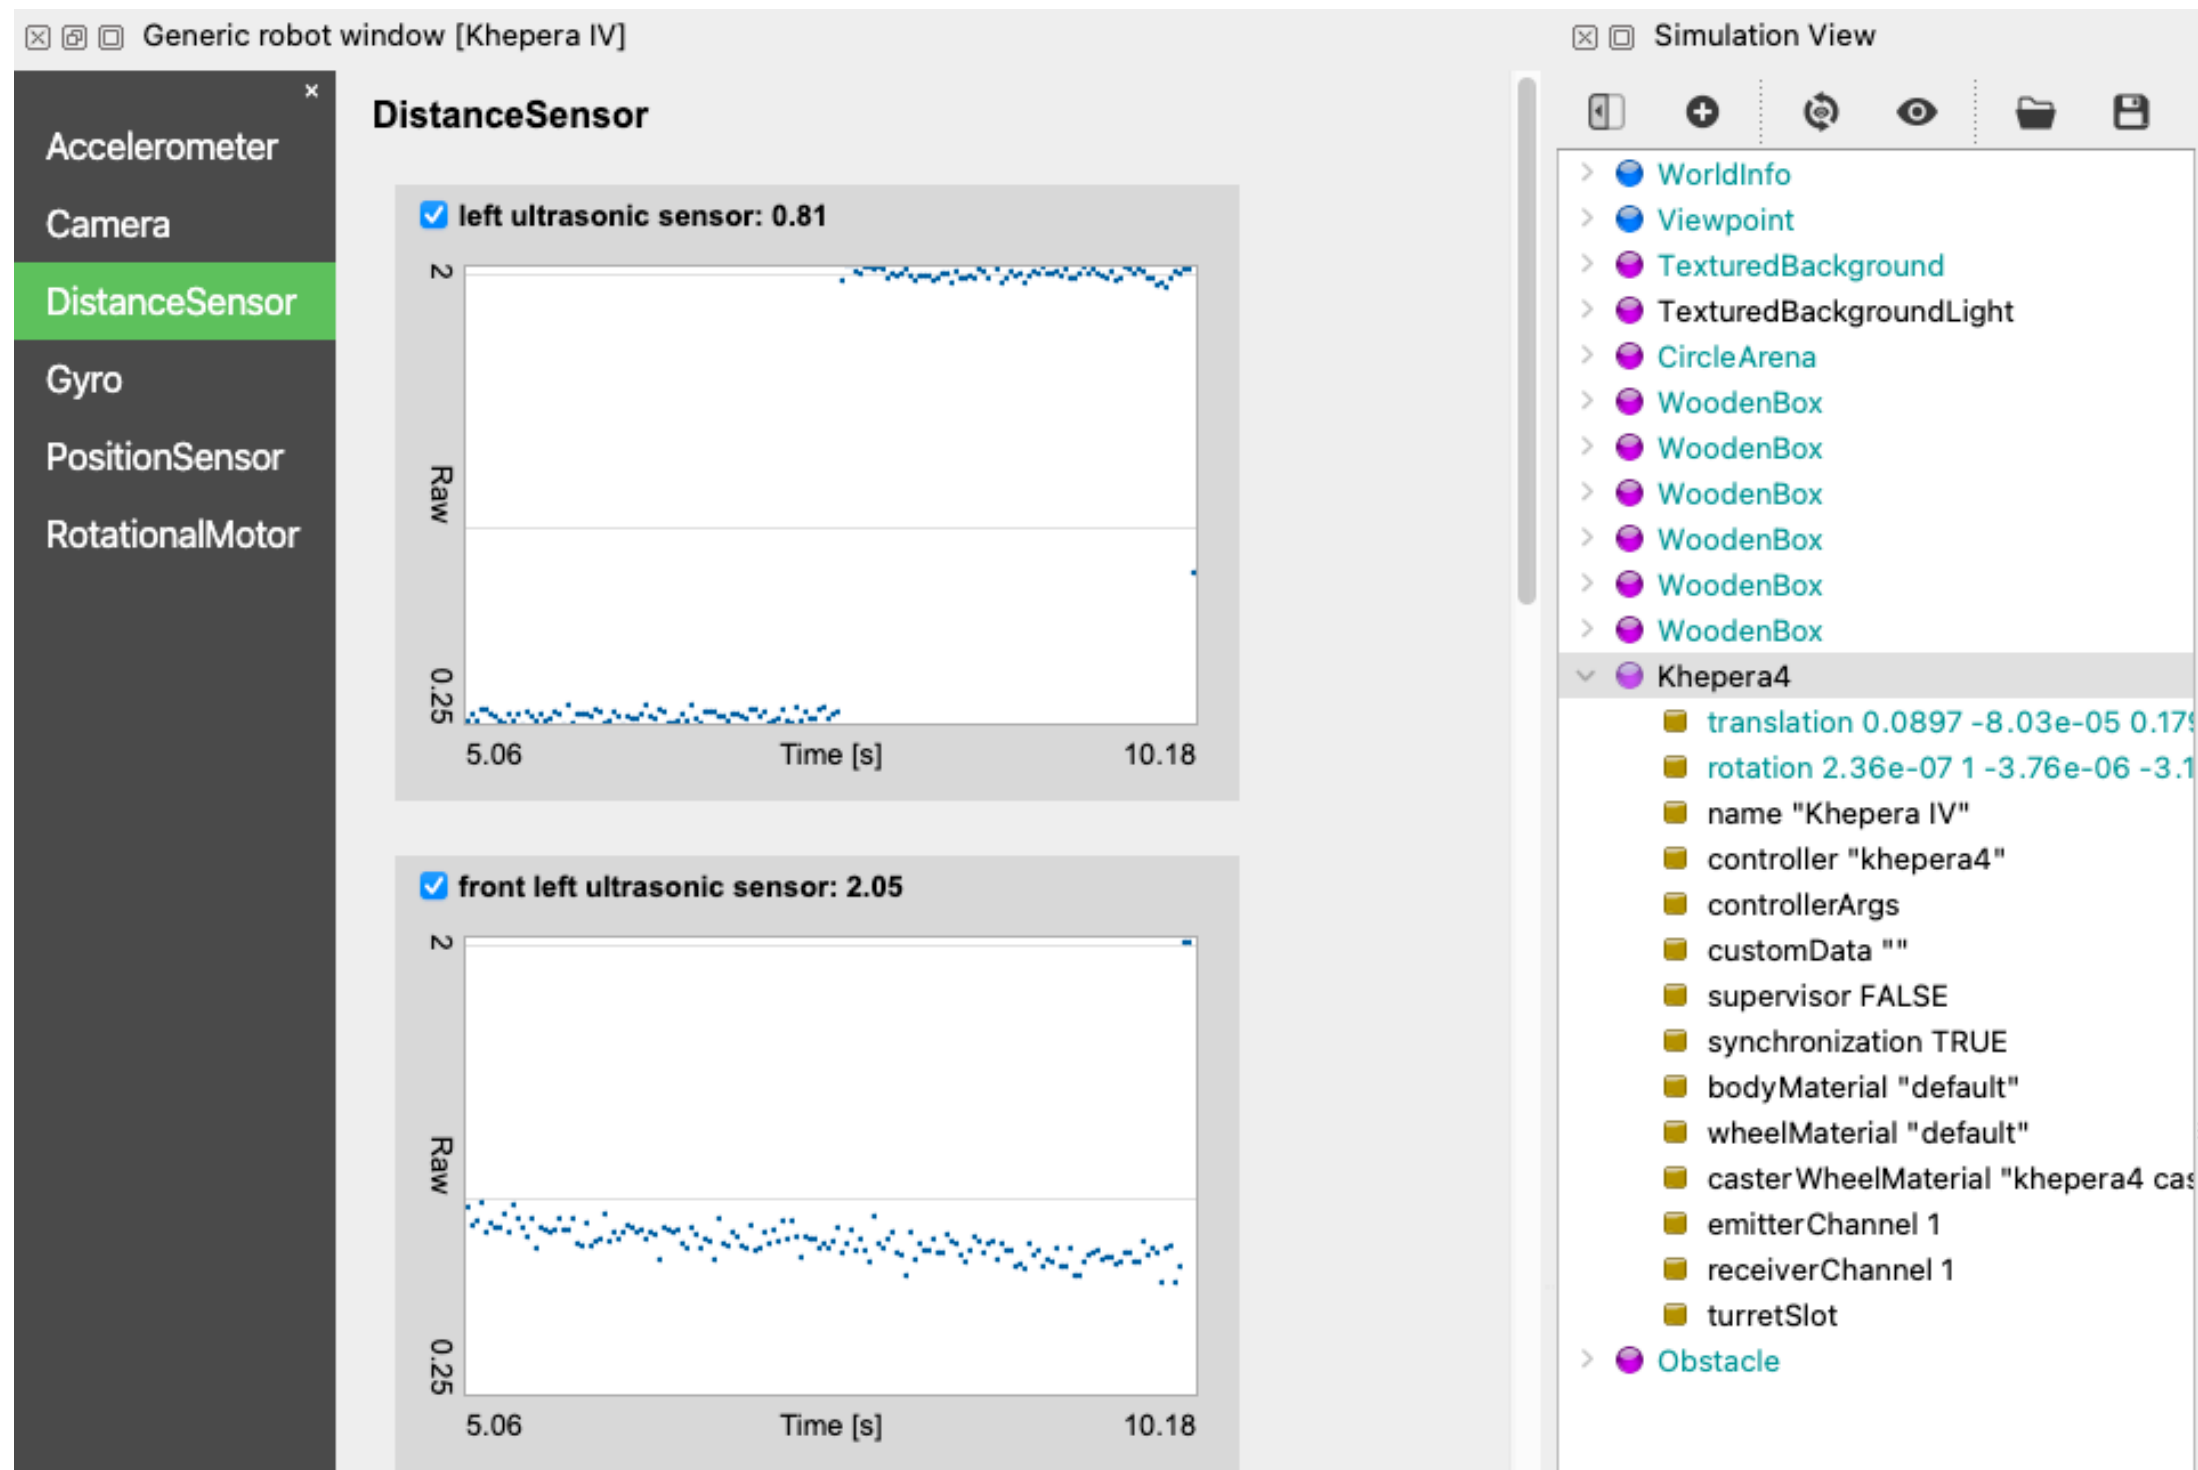 Generic robot window [Khepera IV]
×
Accelerometer
Camera
DistanceSensor
Gyro
PositionSensor
RotationalMotor
DistanceSensor
left ultrasonic sensor: 0.81
2
Raw
0.25
5.06 Time [s] 10.18
front left ultrasonic sensor: 2.05
2
Raw
0.25
5.06 Time [s] 10.18
Simulation View
WorldInfo
Viewpoint
TexturedBackground
TexturedBackgroundLight
CircleArena
WoodenBox
WoodenBox
WoodenBox
WoodenBox
WoodenBox
WoodenBox
Khepera4
translation 0.0897 -8.03e-05 0.179
rotation 2.36e-07 1 -3.76e-06 -3.1
name "Khepera IV"
controller "khepera4"
controllerArgs
customData ""
supervisor FALSE
synchronization TRUE
bodyMaterial "default"
wheelMaterial "default"
casterWheelMaterial "khepera4 cas
emitterChannel 1
receiverChannel 1
turretSlot
Obstacle